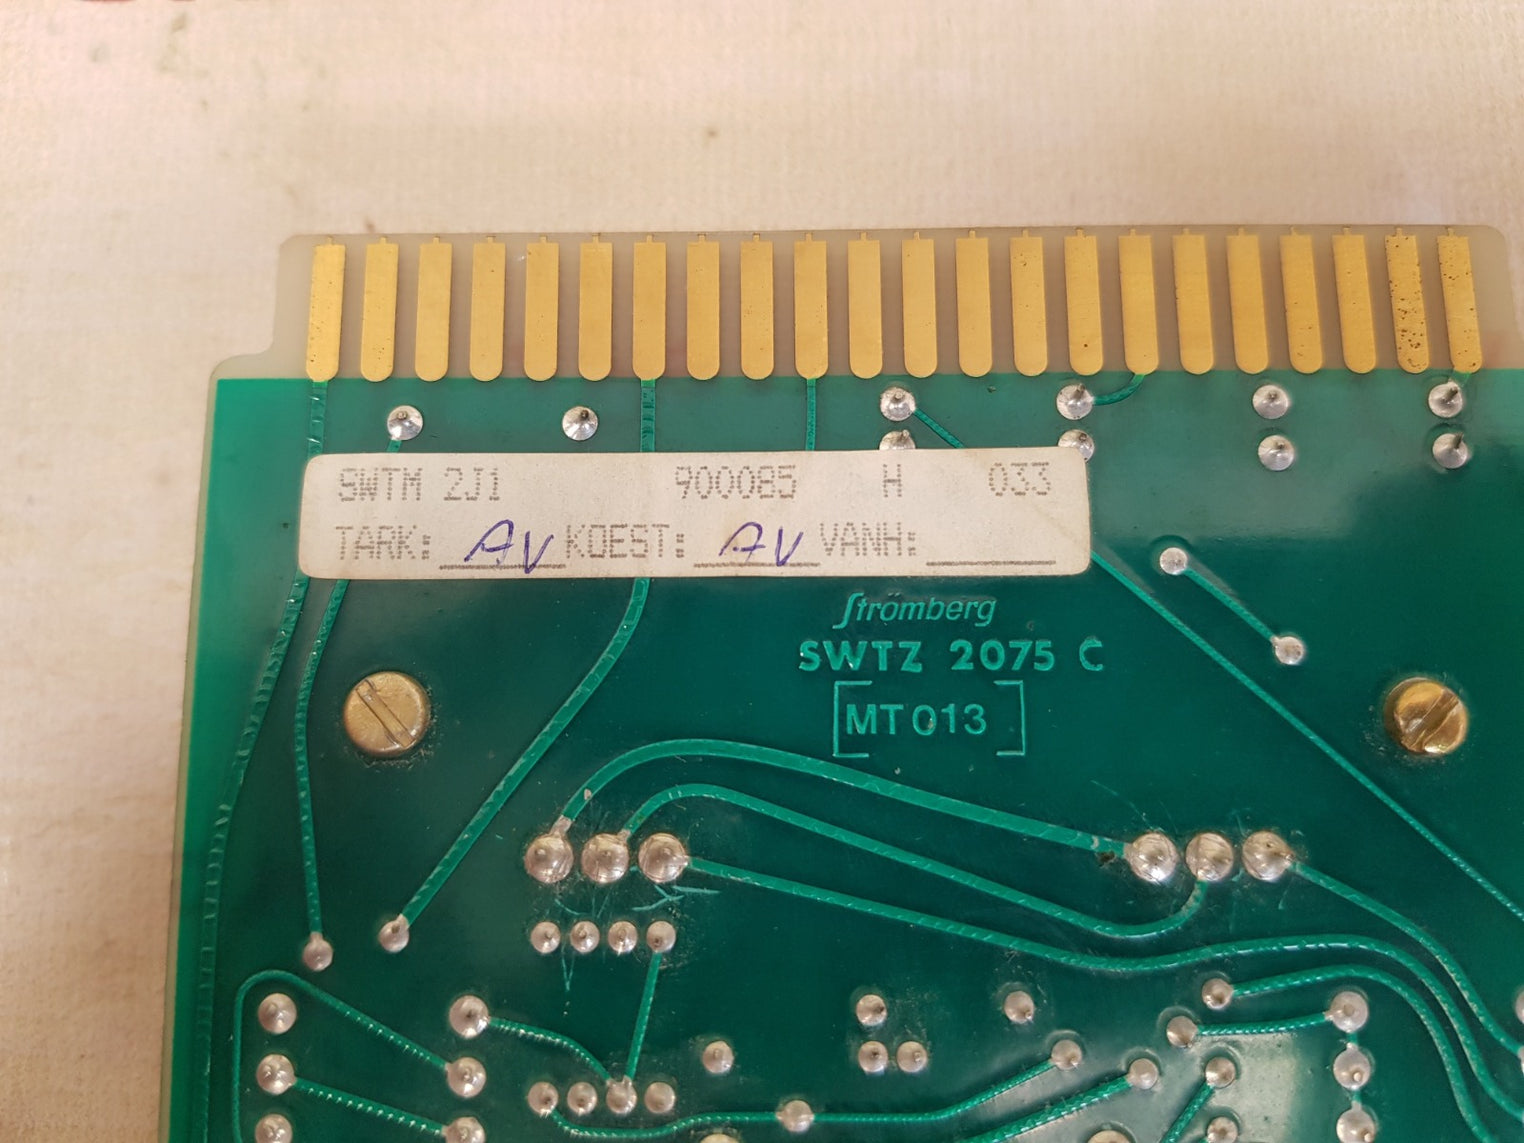 SWTM 2J1 900085 H 033
TARK: AV KOEST: AV VANH:
Strömberg
SWTZ 2075 C
[MT013]